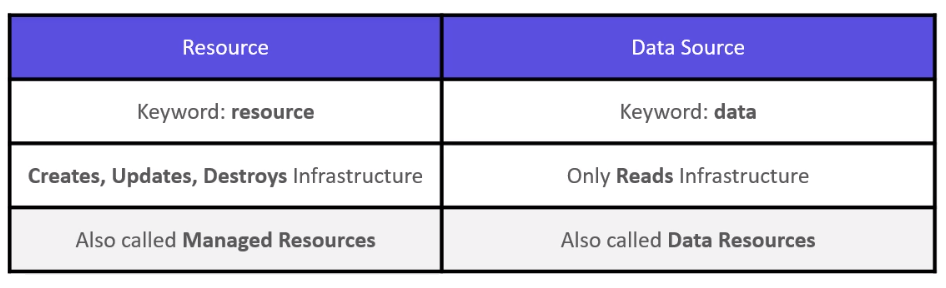 Resource
Data Source
Keyword: resource
Keyword: data
Creates, Updates, Destroys Infrastructure
Only Reads Infrastructure
Also called Managed Resources
Also called Data Resources